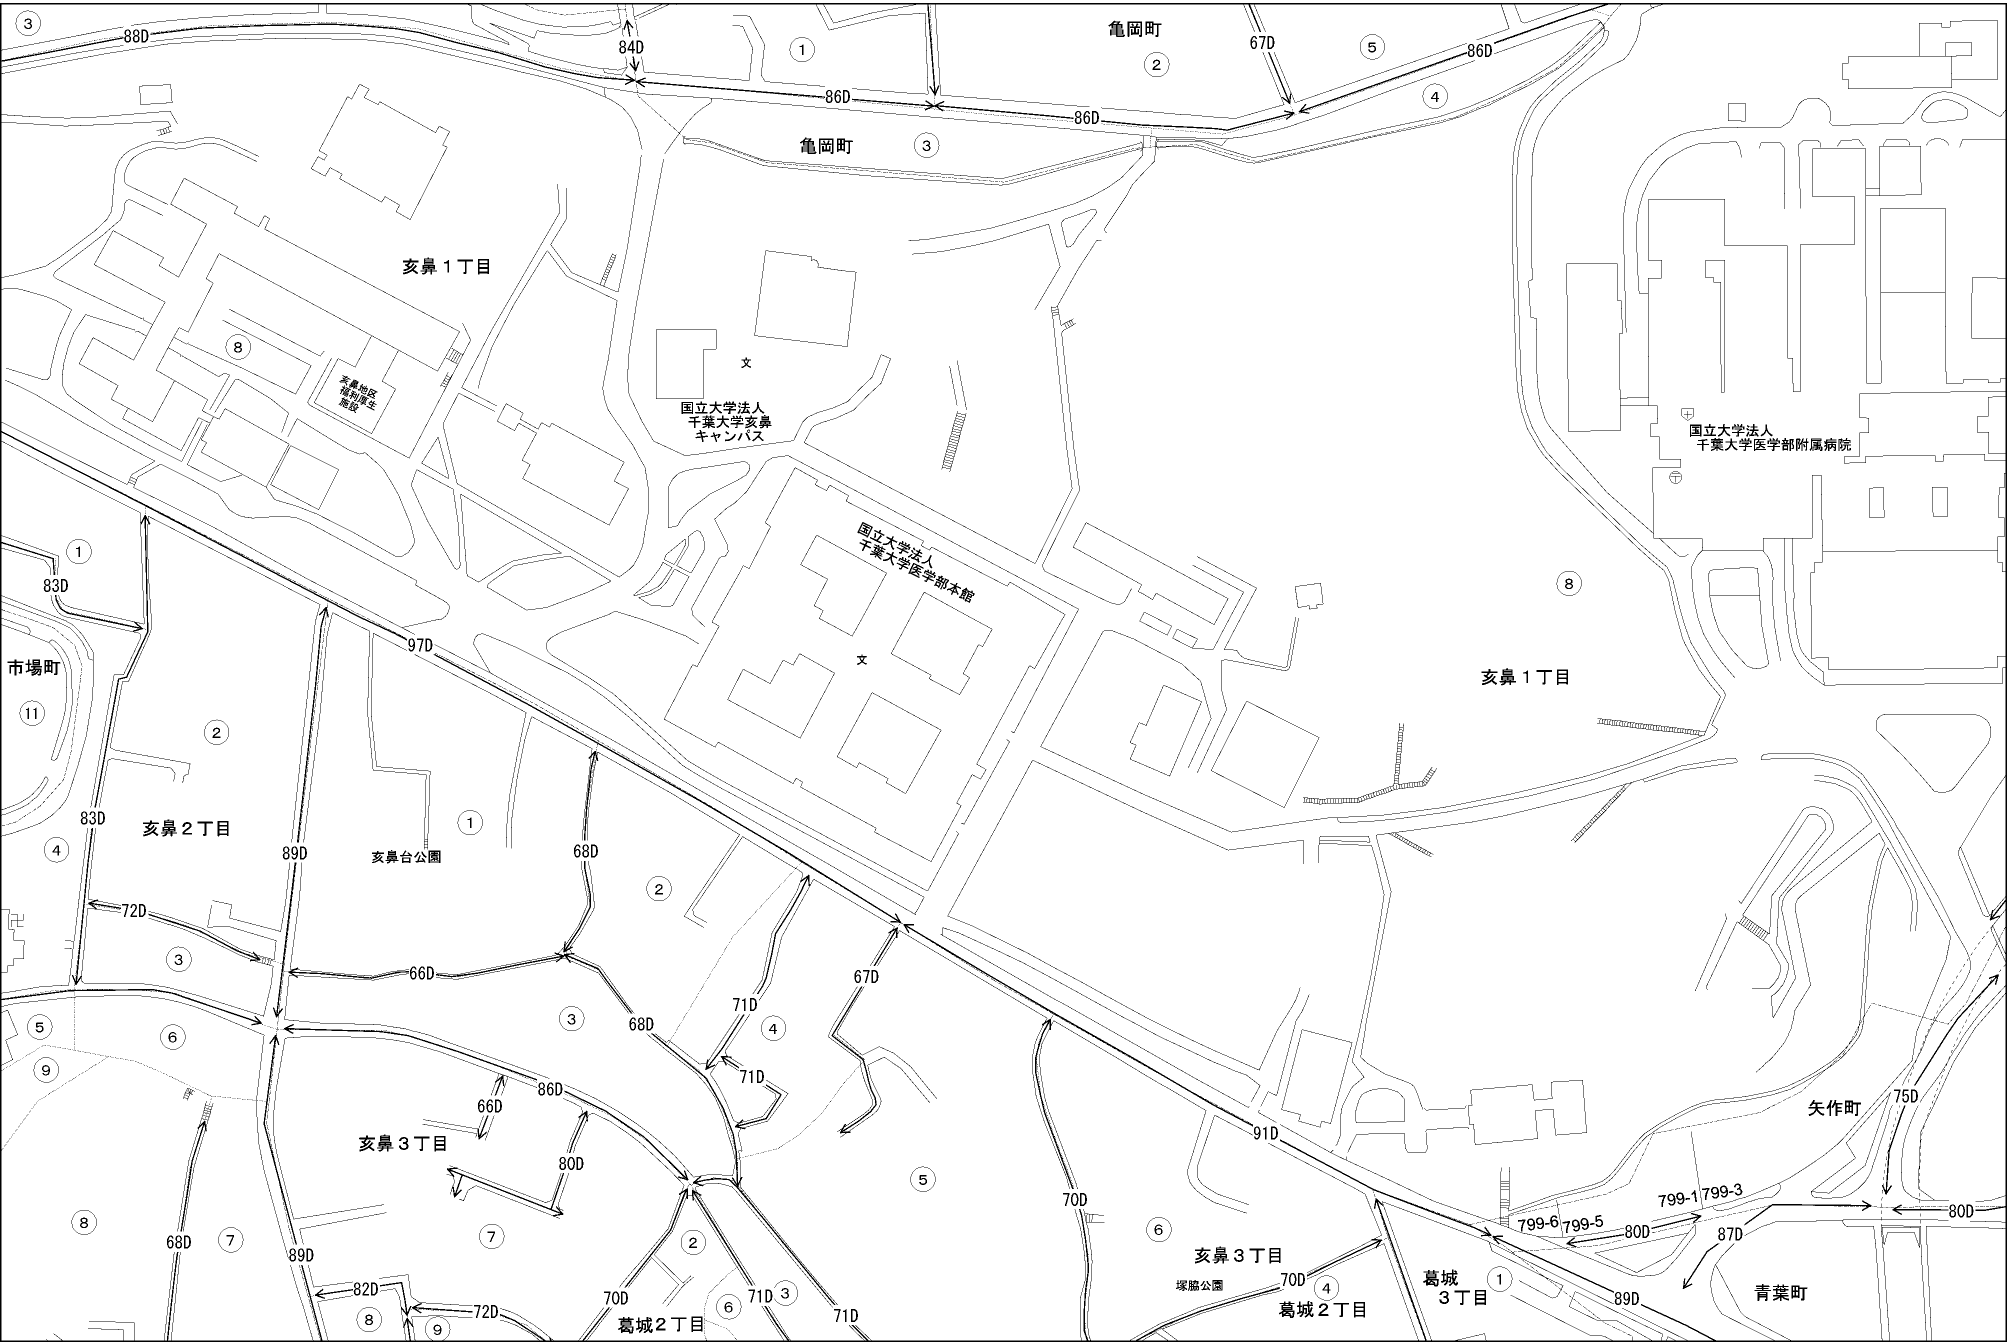 ③
88D
84D
①
亀岡町
②
67D
⑤
86D
86D
④
86D
亀岡町
③
亥鼻1丁目
⑧
亥鼻地区
福利厚生
施設
文
国立大学法人
千葉大学亥鼻
キャンパス
国立大学法人
千葉大学医学部附属病院
①
83D
国立大学法人
千葉大学医学部本館
⑧
97D
市場町
文
亥鼻1丁目
⑪
②
83D
亥鼻2丁目
①
④
89D
亥鼻台公園
68D
②
72D
③
66D
67D
71D
⑤
⑥
③
68D
④
⑨
71D
86D
75D
66D
矢作町
91D
亥鼻3丁目
80D
⑤
70D
799-1
799-3
⑧
⑦
68D
⑦
②
⑥
799-6
799-5
80D
87D
80D
89D
亥鼻3丁目
塚脇公園
70D
④
葛城
3丁目
①
82D
72D
70D
71D
③
⑥
71D
葛城2丁目
89D
青葉町
⑧
⑨
葛城2丁目